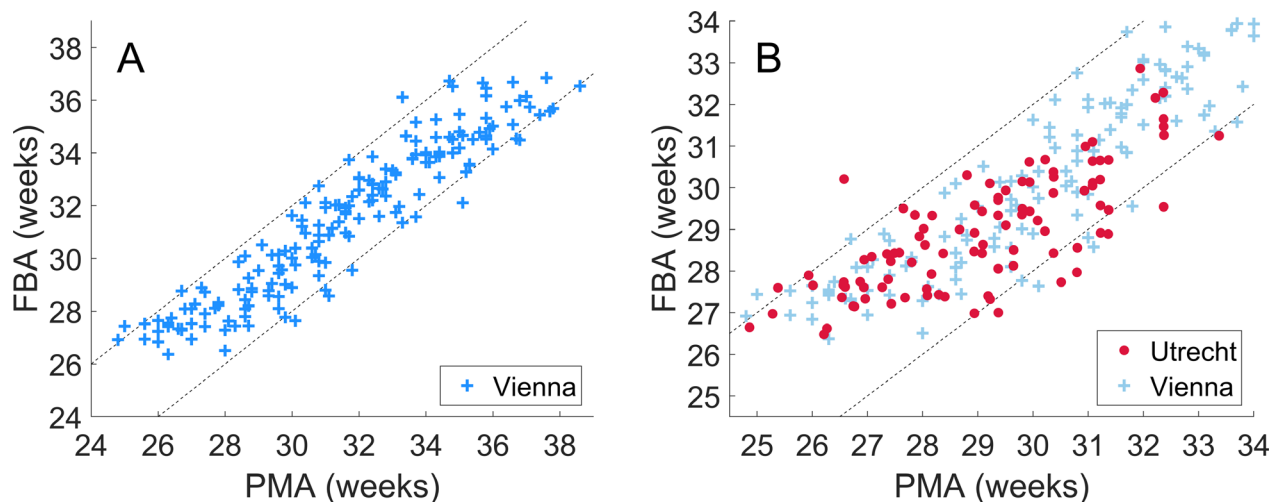 A
FBA (weeks)
38
36
34
32
30
28
26
24
24 26 28 30 32 34 36 38
PMA (weeks)
Vienna
B
FBA (weeks)
34
33
32
31
30
29
28
27
26
25
25 26 27 28 29 30 31 32 33 34
PMA (weeks)
Utrecht
Vienna